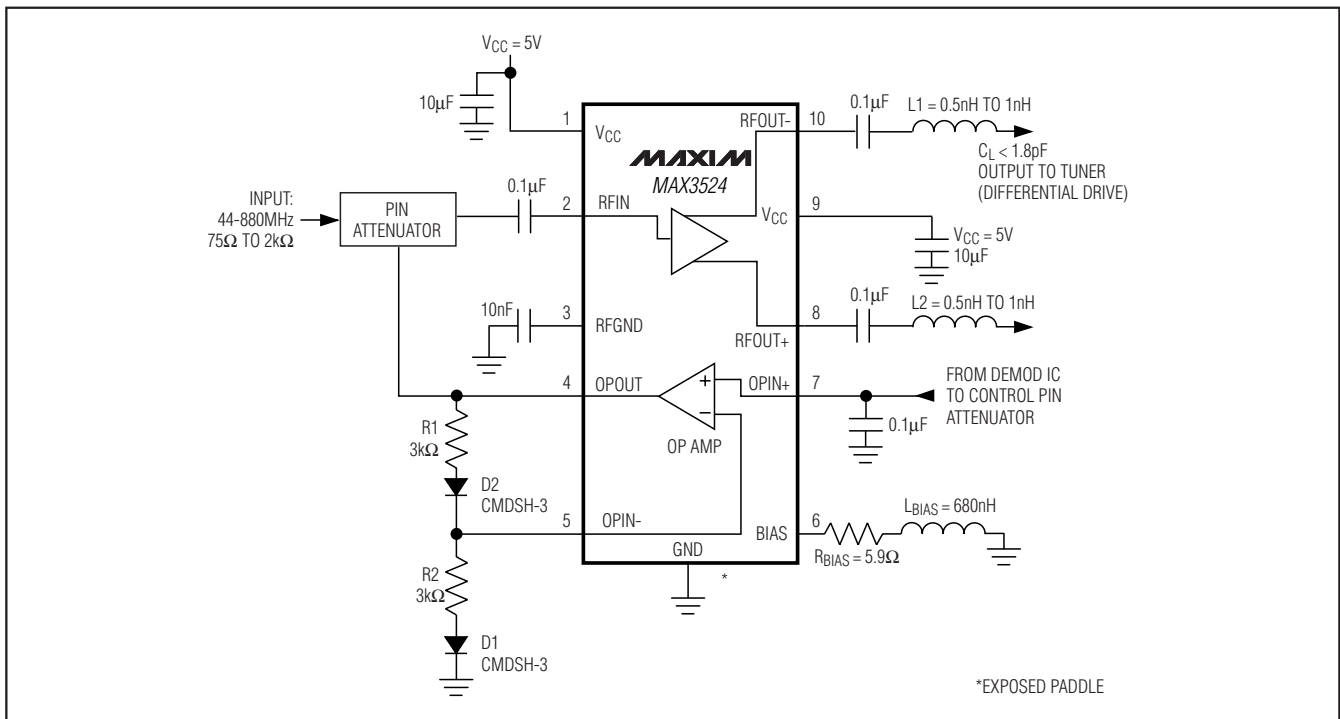 VCC = 5V
10μF
1
VCC
MAXIM
MAX3524
RFOUT-
10
0.1μF
L1 = 0.5nH TO 1nH
CL < 1.8pF
OUTPUT TO TUNER
(DIFFERENTIAL DRIVE)
INPUT:
44-880MHz
75Ω TO 2kΩ
PIN
ATTENUATOR
0.1μF
2
RFIN
VCC
9
VCC = 5V
10μF
10nF
3
RFGND
0.1μF
L2 = 0.5nH TO 1nH
8
RFOUT+
4
OPOUT
+
−
OP AMP
OPIN+
7
FROM DEMOD IC
TO CONTROL PIN
ATTENUATOR
0.1μF
R1
3kΩ
D2
CMDSH-3
5
OPIN-
BIAS
6
RBIAS = 5.9Ω
LBIAS = 680nH
GND
*
R2
3kΩ
D1
CMDSH-3
*EXPOSED PADDLE